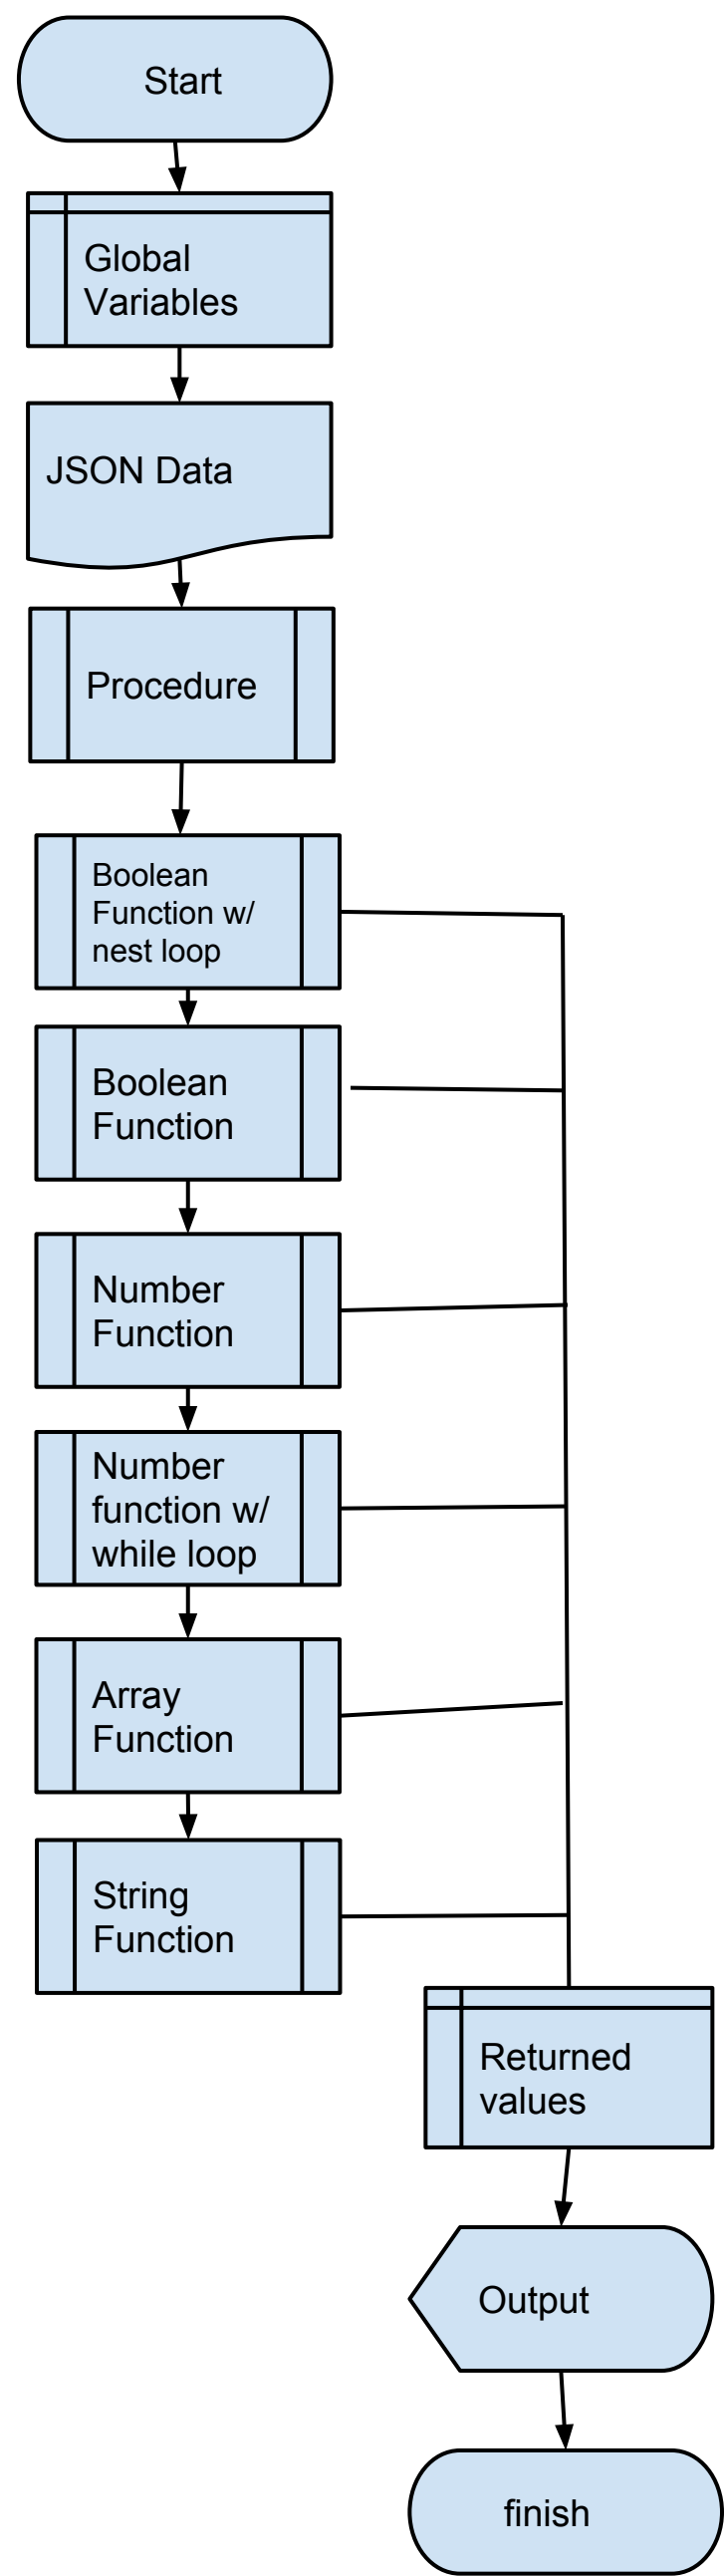 Start
Global
Variables
JSON Data
Procedure
Boolean
Function w/
nest loop
Boolean
Function
Number
Function
Number
function w/
while loop
Array
Function
String
Function
Returned
values
Output
finish